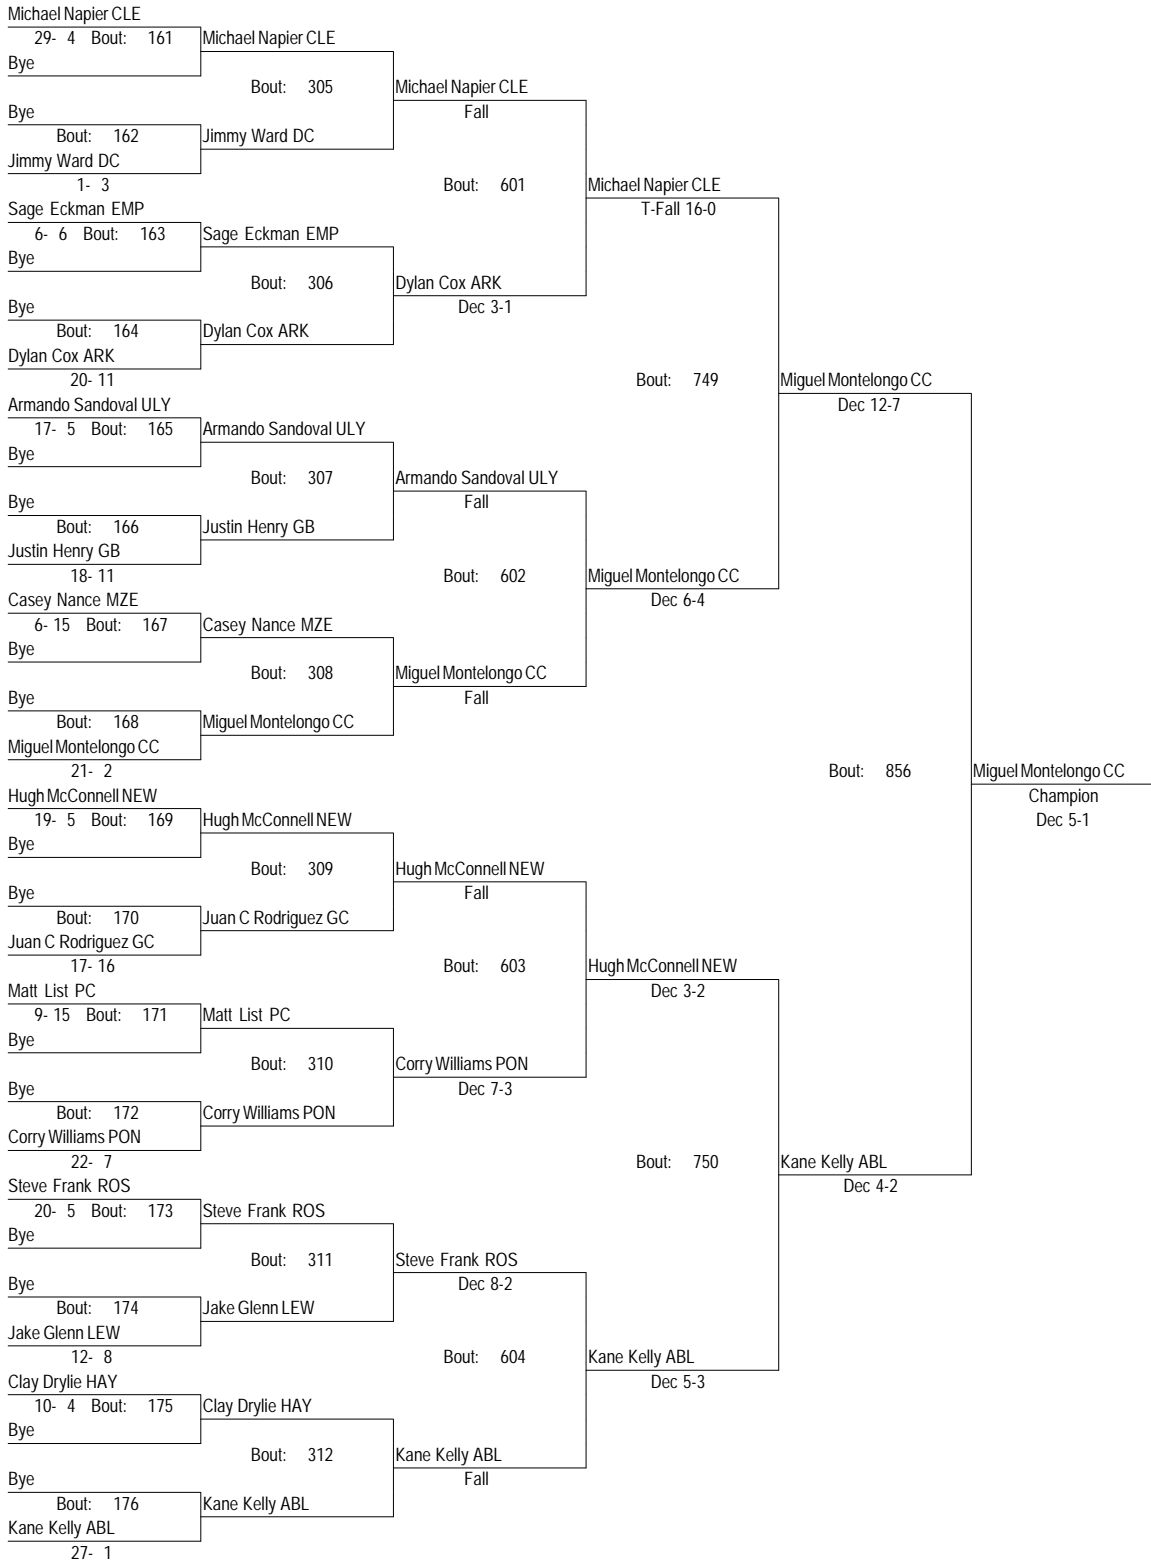 Michael Napier CLE
29- 4 Bout: 161 Michael Napier CLE
Bye
Bout: 305 Michael Napier CLE
Bye Fall
Bout: 162 Jimmy Ward DC
Jimmy Ward DC
1- 3 Bout: 601 Michael Napier CLE
Sage Eckman EMP T-Fall 16-0
6- 6 Bout: 163 Sage Eckman EMP
Bye
Bout: 306 Dylan Cox ARK
Bye Dec 3-1
Bout: 164 Dylan Cox ARK
Dylan Cox ARK
20- 11 Bout: 749 Miguel Montelongo CC
Armando Sandoval ULY Dec 12-7
17- 5 Bout: 165 Armando Sandoval ULY
Bye
Bout: 307 Armando Sandoval ULY
Bye Fall
Bout: 166 Justin Henry GB
Justin Henry GB
18- 11 Bout: 602 Miguel Montelongo CC
Casey Nance MZE Dec 6-4
6- 15 Bout: 167 Casey Nance MZE
Bye
Bout: 308 Miguel Montelongo CC
Bye Fall
Bout: 168 Miguel Montelongo CC
Miguel Montelongo CC
21- 2 Bout: 856 Miguel Montelongo CC
Hugh McConnell NEW Champion
19- 5 Bout: 169 Hugh McConnell NEW Dec 5-1
Bye
Bout: 309 Hugh McConnell NEW
Bye Fall
Bout: 170 Juan C Rodriguez GC
Juan C Rodriguez GC
17- 16 Bout: 603 Hugh McConnell NEW
Matt List PC Dec 3-2
9- 15 Bout: 171 Matt List PC
Bye
Bout: 310 Corry Williams PON
Bye Dec 7-3
Bout: 172 Corry Williams PON
Corry Williams PON
22- 7 Bout: 750 Kane Kelly ABL
Steve Frank ROS Dec 4-2
20- 5 Bout: 173 Steve Frank ROS
Bye
Bout: 311 Steve Frank ROS
Bye Dec 8-2
Bout: 174 Jake Glenn LEW
Jake Glenn LEW
12- 8 Bout: 604 Kane Kelly ABL
Clay Drylie HAY Dec 5-3
10- 4 Bout: 175 Clay Drylie HAY
Bye
Bout: 312 Kane Kelly ABL
Bye Fall
Bout: 176 Kane Kelly ABL
Kane Kelly ABL
27- 1